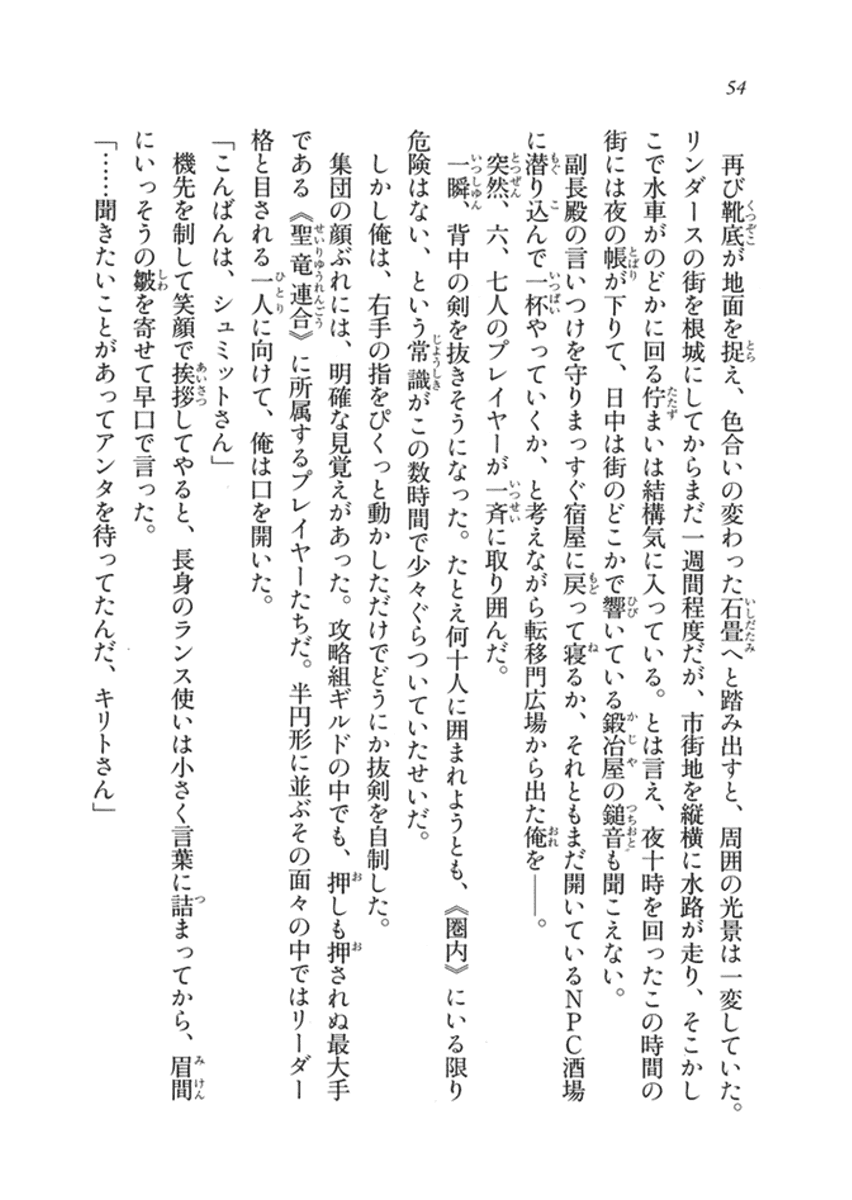 54
再び靴底が地面を捉え、色合いの変わった石畳へと踏み出すと、周囲の光景は一変していた。
リンダースの街を根城にしてからまだ一週間程度だが、市街地を縦横に水路が走り、そこかし
こで水車がのどかに回る佇まいは結構気に入っている。とは言え、夜十時を回ったこの時間の
街には夜の帳が下りて、日中は街のどこかで響いている鍛冶屋の鎚音も聞こえない。
副長殿の言いつけを守りまっすぐ宿屋に戻って寝るか、それともまだ開いているNPC酒場
に潜り込んで一杯やっていくか、と考えながら転移門広場から出た俺を――。
突然、六、七人のプレイヤーが一斉に取り囲んだ。
一瞬、背中の剣を抜きそうになった。たとえ何十人に囲まれようとも、《圏内》にいる限り
危険はない、という常識がこの数時間で少々ぐらついていたせいだ。
しかし俺は、右手の指をぴくっと動かしただけでどうにか抜剣を自制した。
集団の顔ぶれには、明確な見覚えがあった。攻略組ギルドの中でも、押しも押されぬ最大手
である《聖竜連合》に所属するプレイヤーたちだ。半円形に並ぶその面々の中ではリーダー
格と目される一人に向けて、俺は口を開いた。
「こんばんは、シュミットさん」
機先を制して笑顔で挨拶してやると、長身のランス使いは小さく言葉に詰まってから、眉間
にいっそうの皺を寄せて早口で言った。
「……聞きたいことがあってアンタを待ってたんだ、キリトさん」